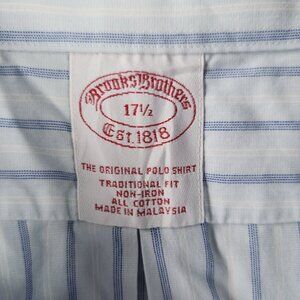 Brooks Brothers
17½
Est. 1818
THE ORIGINAL POLO SHIRT
TRADITIONAL FIT
NON-IRON
ALL COTTON
MADE IN MALAYSIA